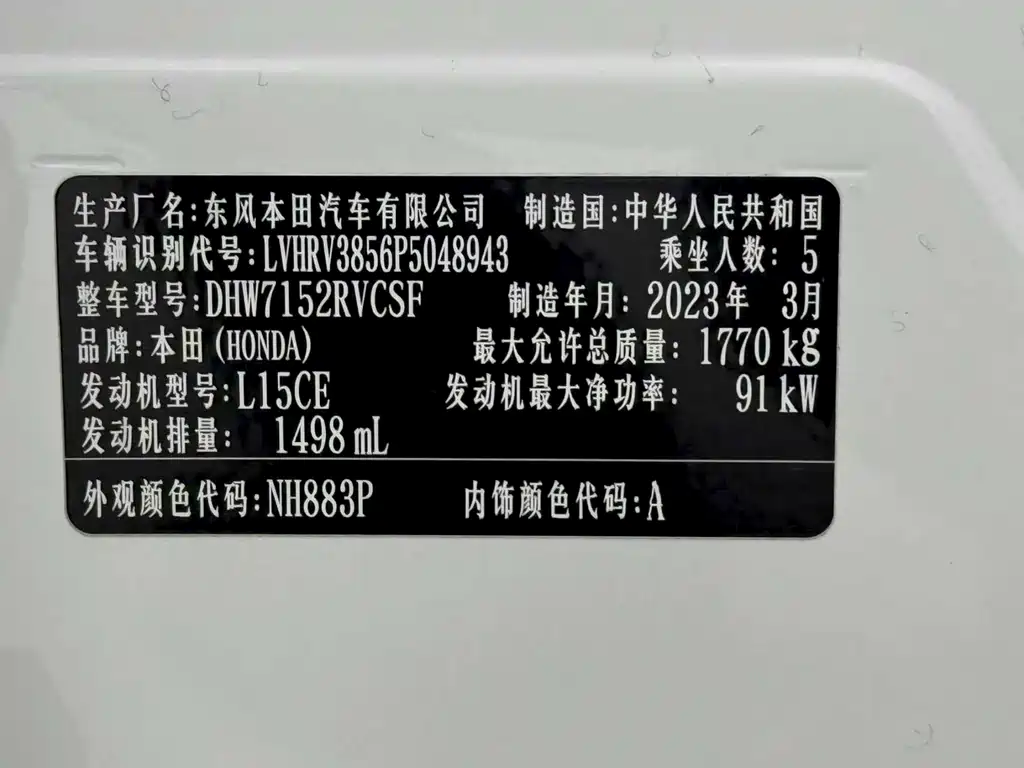 生产厂名:东风本田汽车有限公司 制造国:中华人民共和国
车辆识别代号:LVHRV3856P5048943 乘坐人数: 5
整车型号:DHW7152RVCSF 制造年月: 2023年 3月
品牌:本田(HONDA) 最大允许总质量: 1770 kg
发动机型号:L15CE 发动机最大净功率: 91 kW
发动机排量: 1498 mL
外观颜色代码:NH883P 内饰颜色代码:A